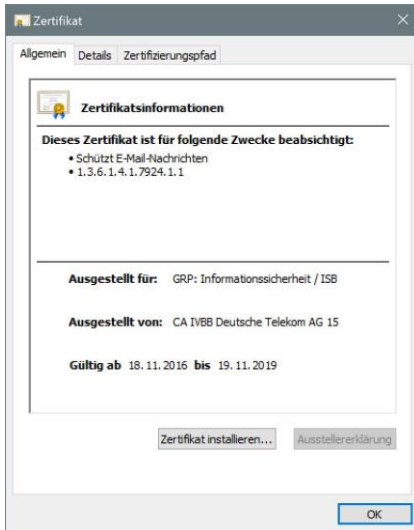 Zertifikat
Allgemein Details Zertifizierungspfad
Zertifikatsinformationen
Dieses Zertifikat ist für folgende Zwecke beabsichtigt:
• Schützt E-Mail-Nachrichten
• 1.3.6.1.4.1.7924.1.1
Ausgestellt für: GRP: Informationssicherheit / ISB
Ausgestellt von: CA IVBB Deutsche Telekom AG 15
Gültig ab 18.11.2016 bis 19.11.2019
Zertifikat installieren... Ausstellererklärung
OK